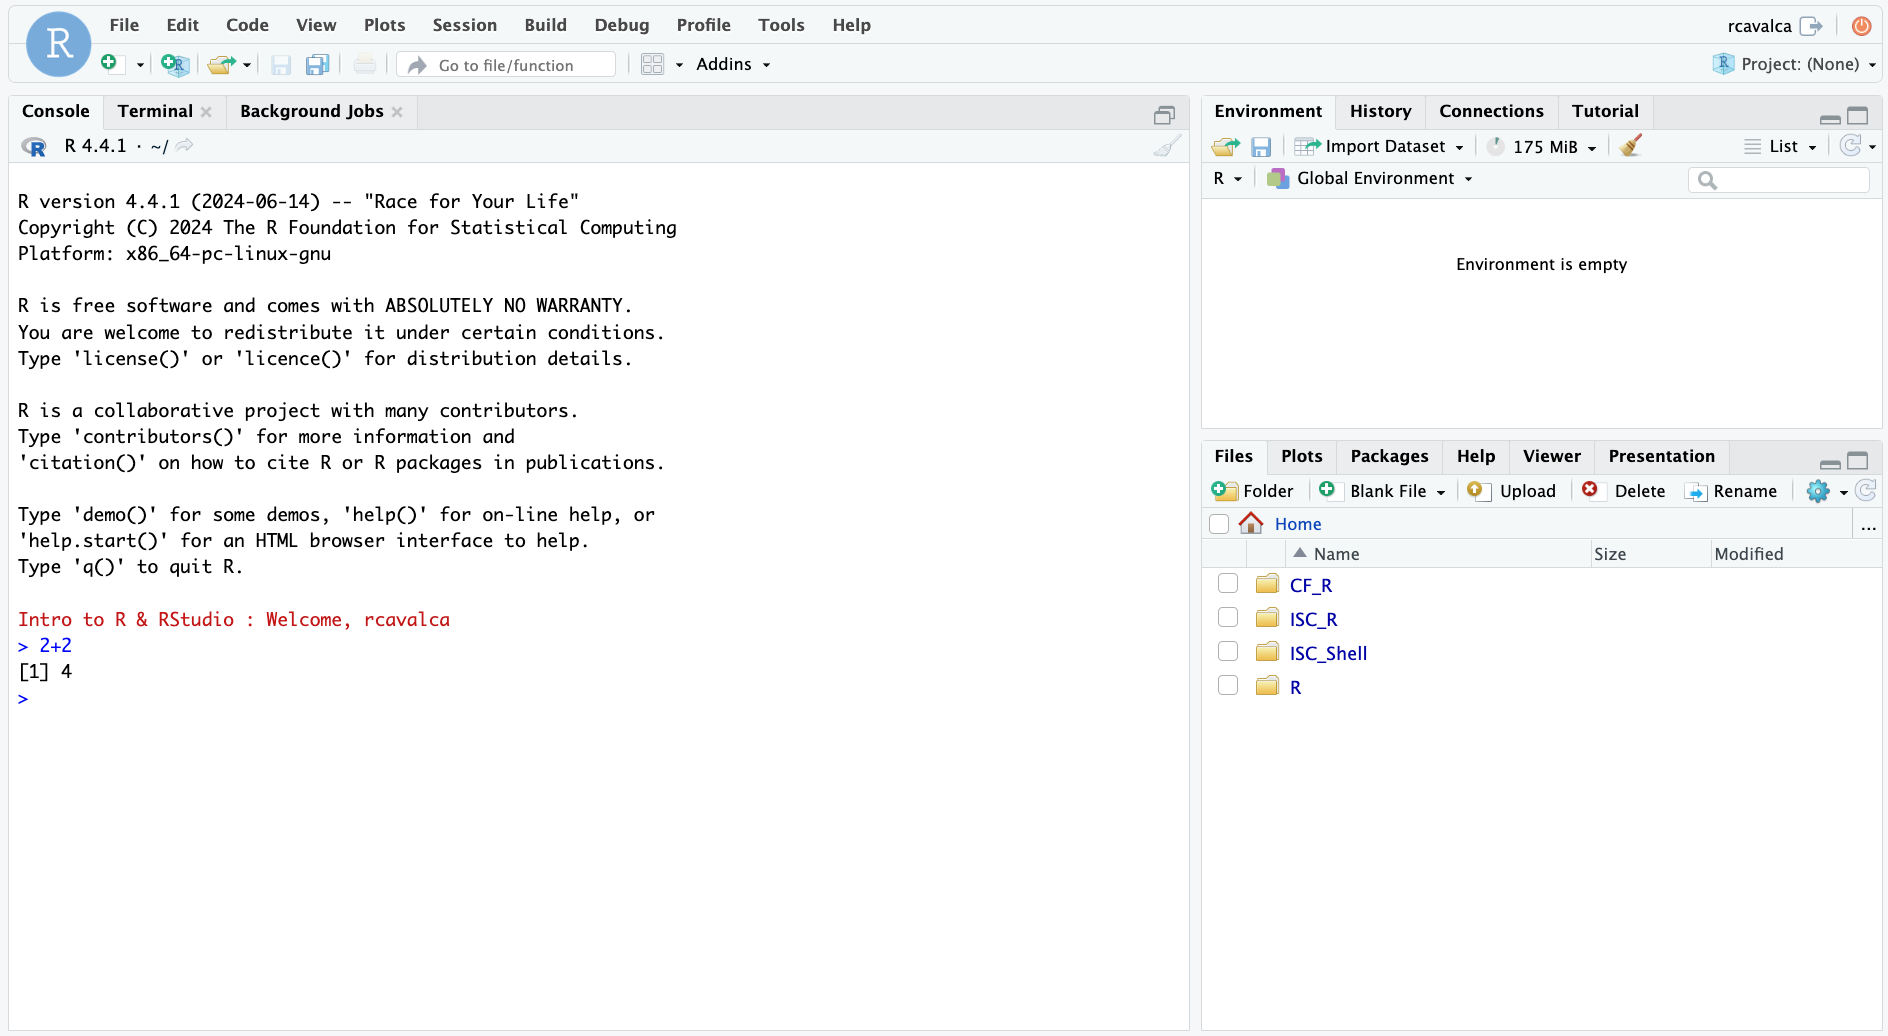 R
File Edit Code View Plots Session Build Debug Profile Tools Help
rcavalca
Go to file/function
Addins
R Project: (None)
Console Terminal Background Jobs
R R 4.4.1 · ~/
R version 4.4.1 (2024-06-14) -- "Race for Your Life"
Copyright (C) 2024 The R Foundation for Statistical Computing
Platform: x86_64-pc-linux-gnu
R is free software and comes with ABSOLUTELY NO WARRANTY.
You are welcome to redistribute it under certain conditions.
Type 'license()' or 'licence()' for distribution details.
R is a collaborative project with many contributors.
Type 'contributors()' for more information and
'citation()' on how to cite R or R packages in publications.
Type 'demo()' for some demos, 'help()' for on-line help, or
'help.start()' for an HTML browser interface to help.
Type 'q()' to quit R.
Intro to R & RStudio : Welcome, rcavalca
> 2+2
[1] 4
>
Environment History Connections Tutorial
Import Dataset 175 MiB List
R Global Environment
Environment is empty
Files Plots Packages Help Viewer Presentation
Folder Blank File Upload Delete Rename
Home ...
Name Size Modified
CF_R
ISC_R
ISC_Shell
R